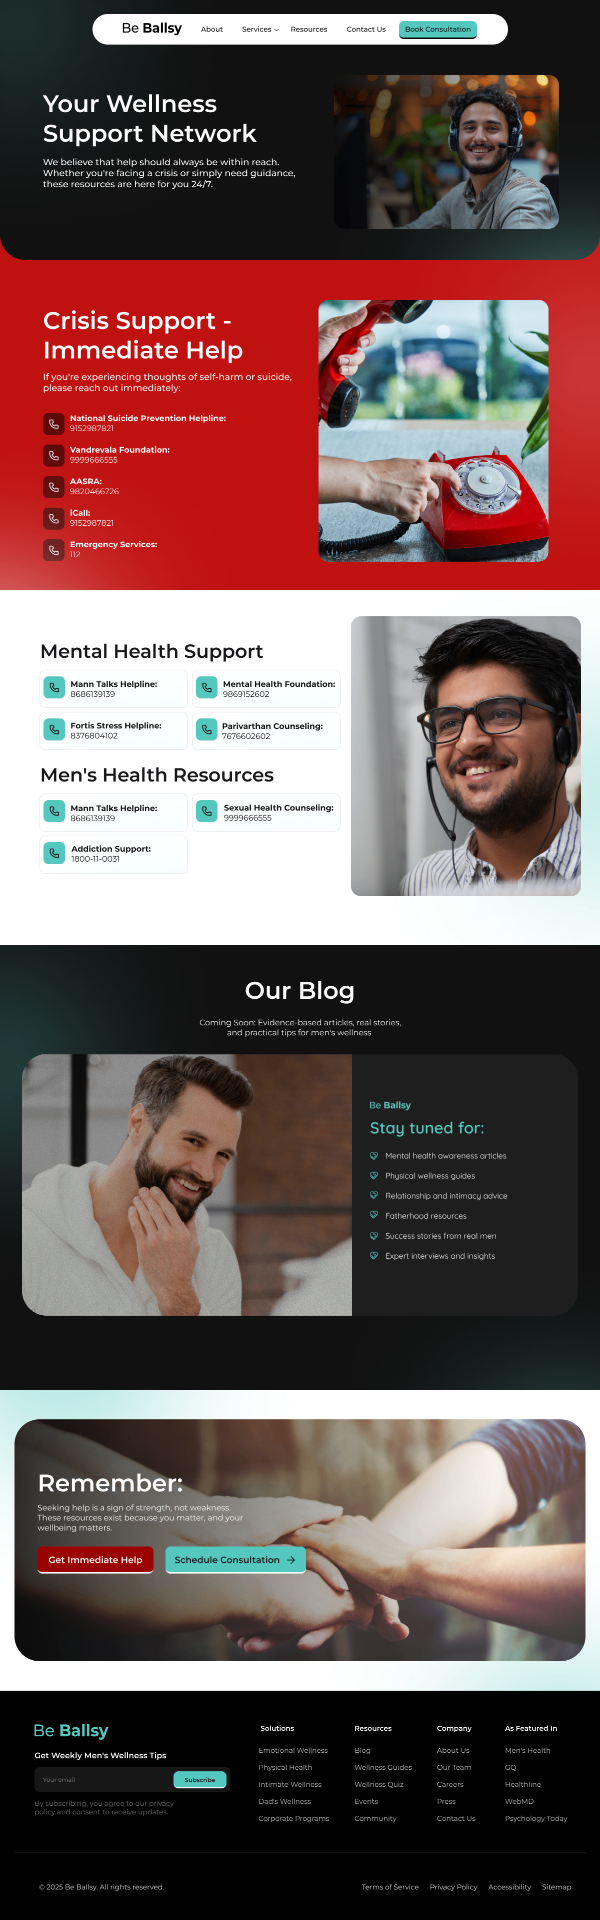 Be Ballsy
About
Services
Resources
Contact Us
Book Consultation
Your Wellness
Support Network
We believe that help should always be within reach.
Whether you're facing a crisis or simply need guidance,
these resources are here for you 24/7.
Crisis Support -
Immediate Help
If you're experiencing thoughts of self-harm or suicide,
please reach out immediately:
National Suicide Prevention Helpline:
9152987821
Vandrevala Foundation:
9999666555
AASRA:
9820466726
iCall:
9152987821
Emergency Services:
112
Mental Health Support
Mann Talks Helpline:
8686139139
Mental Health Foundation:
9869152602
Fortis Stress Helpline:
8376804102
Parivarthan Counseling:
7676602602
Men's Health Resources
Mann Talks Helpline:
8686139139
Sexual Health Counseling:
9999666555
Addiction Support:
1800-11-0031
Our Blog
Coming Soon: Evidence-based articles, real stories,
and practical tips for men's wellness
Be Ballsy
Stay tuned for:
Mental health awareness articles
Physical wellness guides
Relationship and intimacy advice
Fatherhood resources
Success stories from real men
Expert interviews and insights
Remember:
Seeking help is a sign of strength, not weakness.
These resources exist because you matter, and your
wellbeing matters.
Get Immediate Help
Schedule Consultation
Be Ballsy
Get Weekly Men's Wellness Tips
Your email
Subscribe
By subscribing, you agree to our privacy
policy and consent to receive updates.
Solutions
Emotional Wellness
Physical Health
Intimate Wellness
Dad's Wellness
Corporate Programs
Resources
Blog
Wellness Guides
Wellness Quiz
Events
Community
Company
About Us
Our Team
Careers
Press
Contact Us
As Featured In
Men's Health
GQ
Healthline
WebMD
Psychology Today
© 2025 Be Ballsy. All rights reserved.
Terms of Service
Privacy Policy
Accessibility
Sitemap